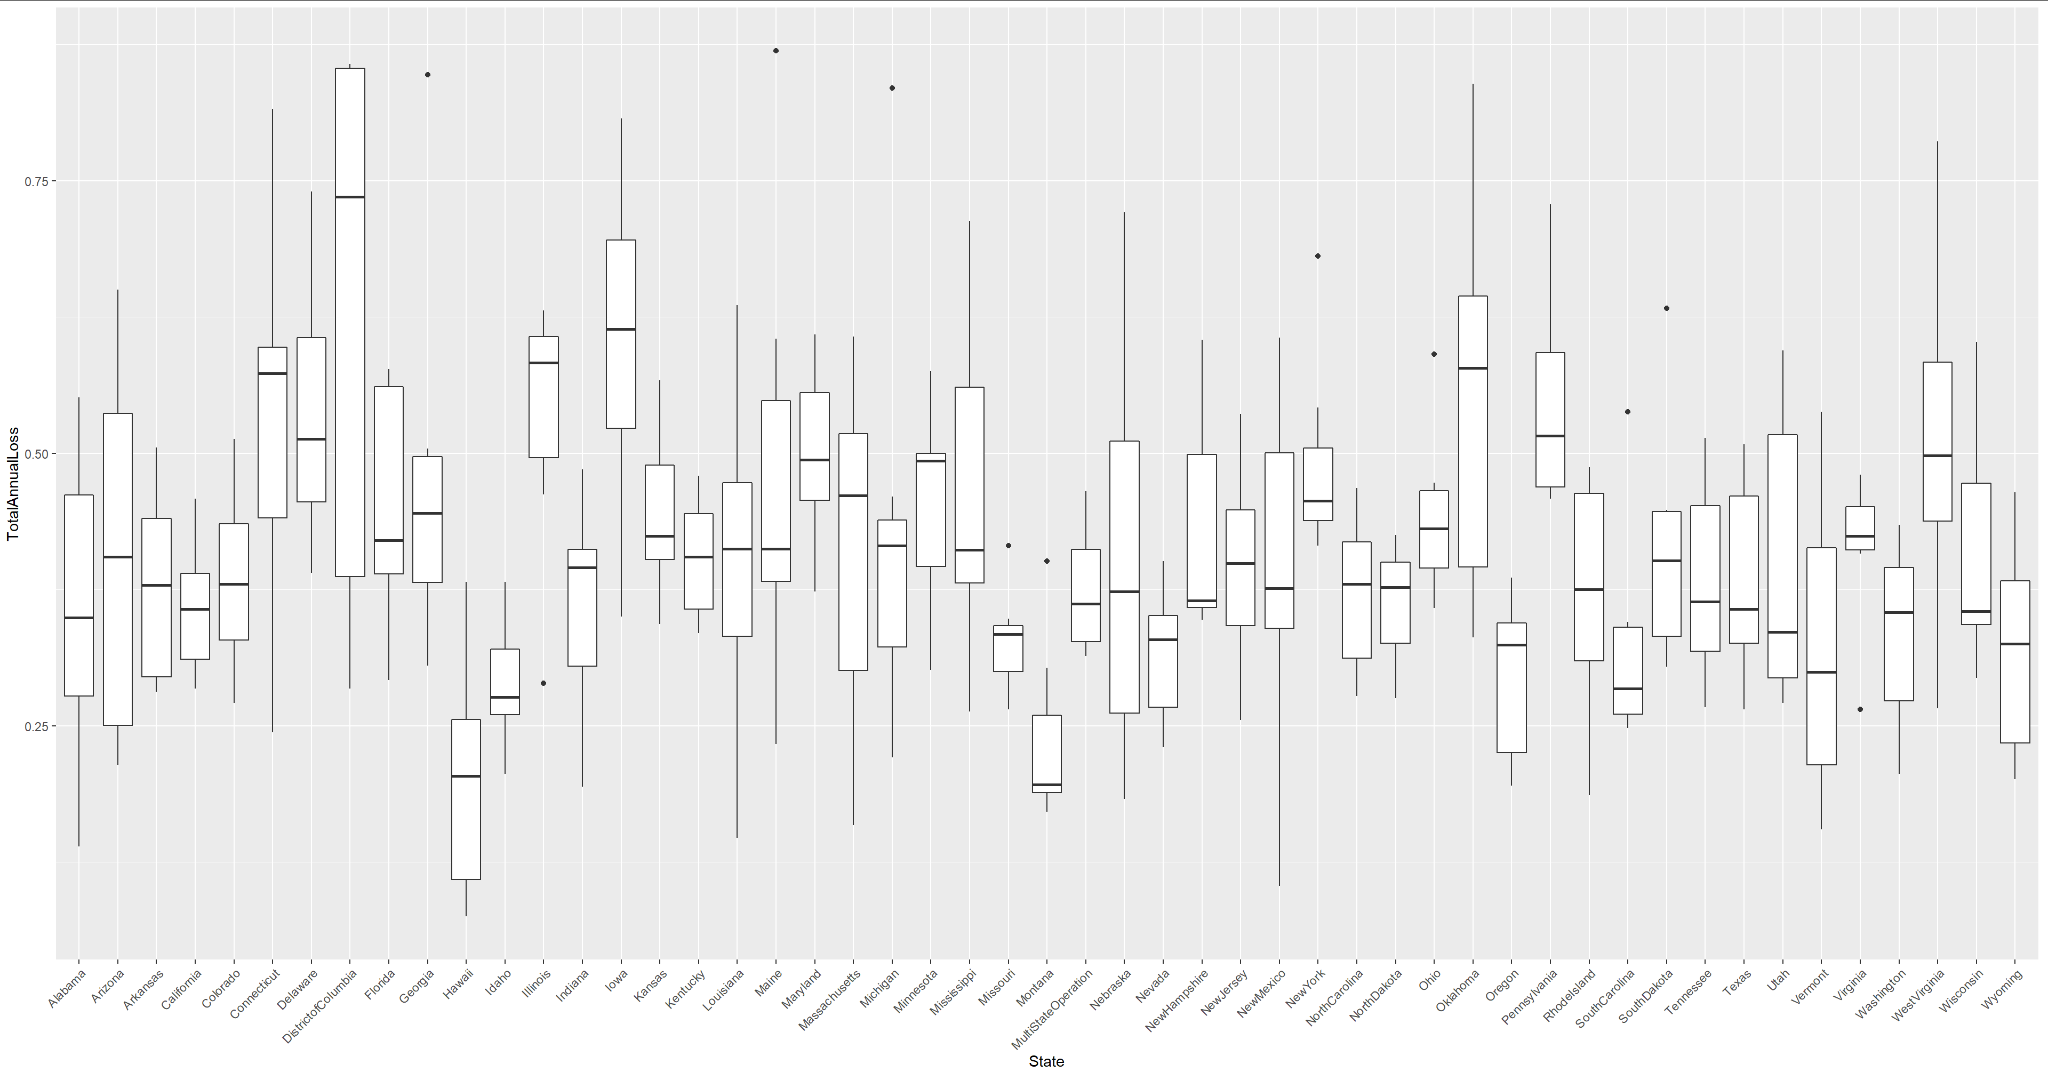 TotalAnnualLoss
0.75
0.50
0.25
Alabama
Arizona
Arkansas
California
Colorado
Connecticut
Delaware
DistrictofColumbia
Florida
Georgia
Hawaii
Idaho
Illinois
Indiana
Iowa
Kansas
Kentucky
Louisiana
Maine
Maryland
Massachusetts
Michigan
Minnesota
Mississippi
Missouri
Montana
MultiStateOperation
Nebraska
Nevada
NewHampshire
NewJersey
NewMexico
NewYork
NorthCarolina
NorthDakota
Ohio
Oklahoma
Oregon
Pennsylvania
RhodeIsland
SouthCarolina
SouthDakota
Tennessee
Texas
Utah
Vermont
Virginia
Washington
WestVirginia
Wisconsin
Wyoming
State